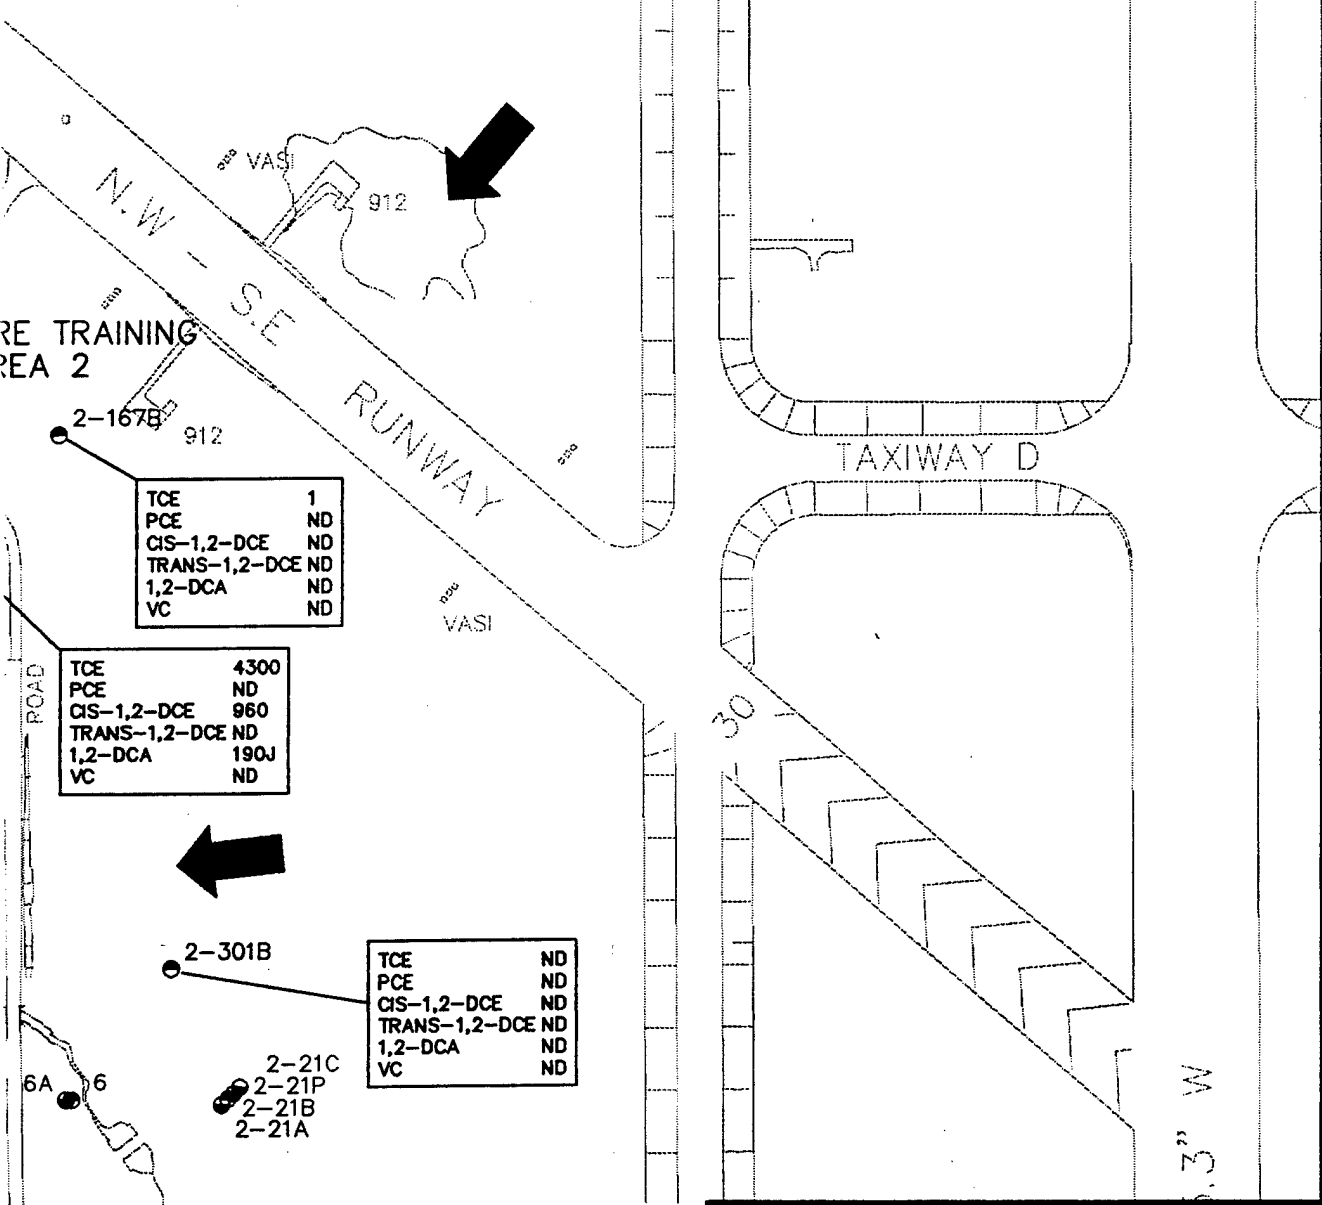 VASI
912
N.W - S.E RUNWAY
RE TRAINING
REA 2
2-167B
912
TAXIWAY D
TCE 1
PCE ND
CIS-1,2-DCE ND
TRANS-1,2-DCE ND
1,2-DCA ND
VC ND
VASI
TCE 4300
PCE ND
CIS-1,2-DCE 960
TRANS-1,2-DCE ND
1,2-DCA 190J
VC ND
ROAD
30
2-301B
TCE ND
PCE ND
CIS-1,2-DCE ND
TRANS-1,2-DCE ND
1,2-DCA ND
VC ND
6A 6
2-21C
2-21P
2-21B
2-21A
.3" W